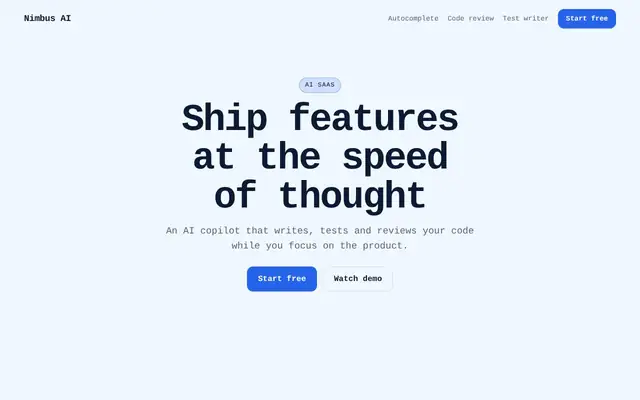 Nimbus AI
Autocomplete Code review Test writer Start free
AI SAAS
Ship features
at the speed
of thought
An AI copilot that writes, tests and reviews your code
while you focus on the product.
Start free Watch demo